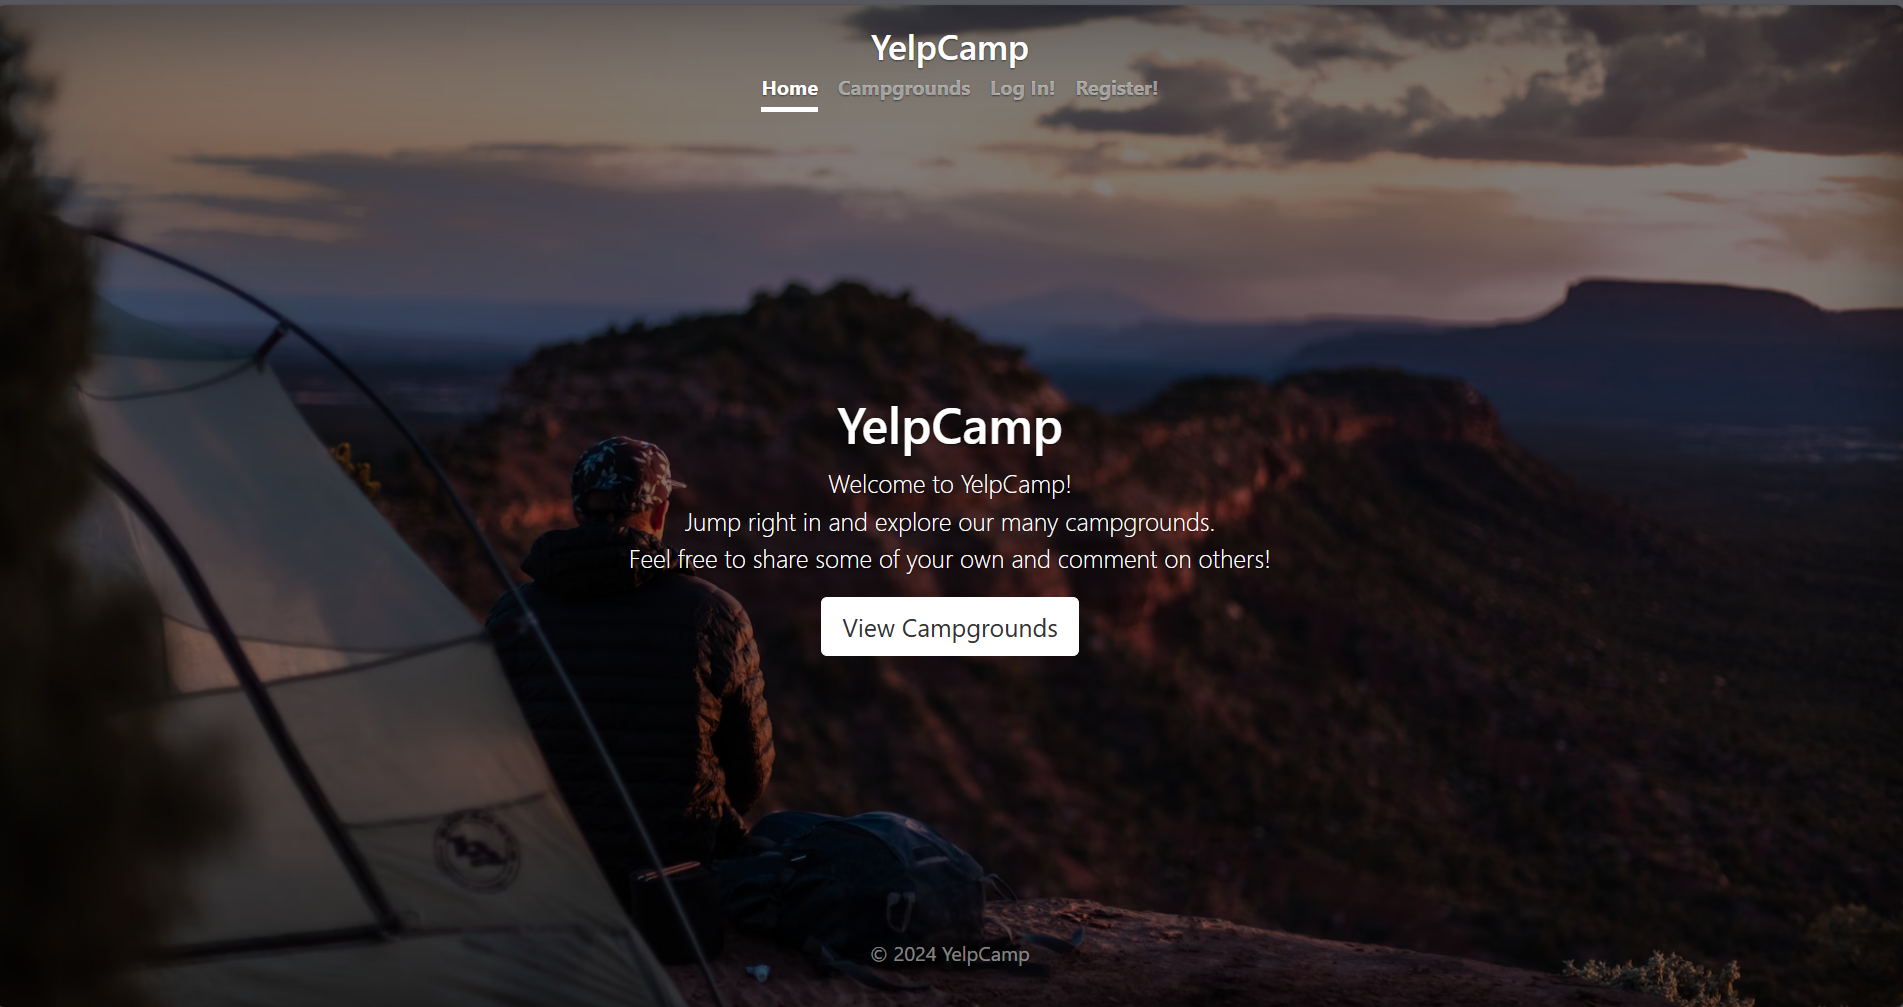 YelpCamp
Home Campgrounds Log In! Register!
YelpCamp
Welcome to YelpCamp!
Jump right in and explore our many campgrounds.
Feel free to share some of your own and comment on others!
View Campgrounds
© 2024 YelpCamp